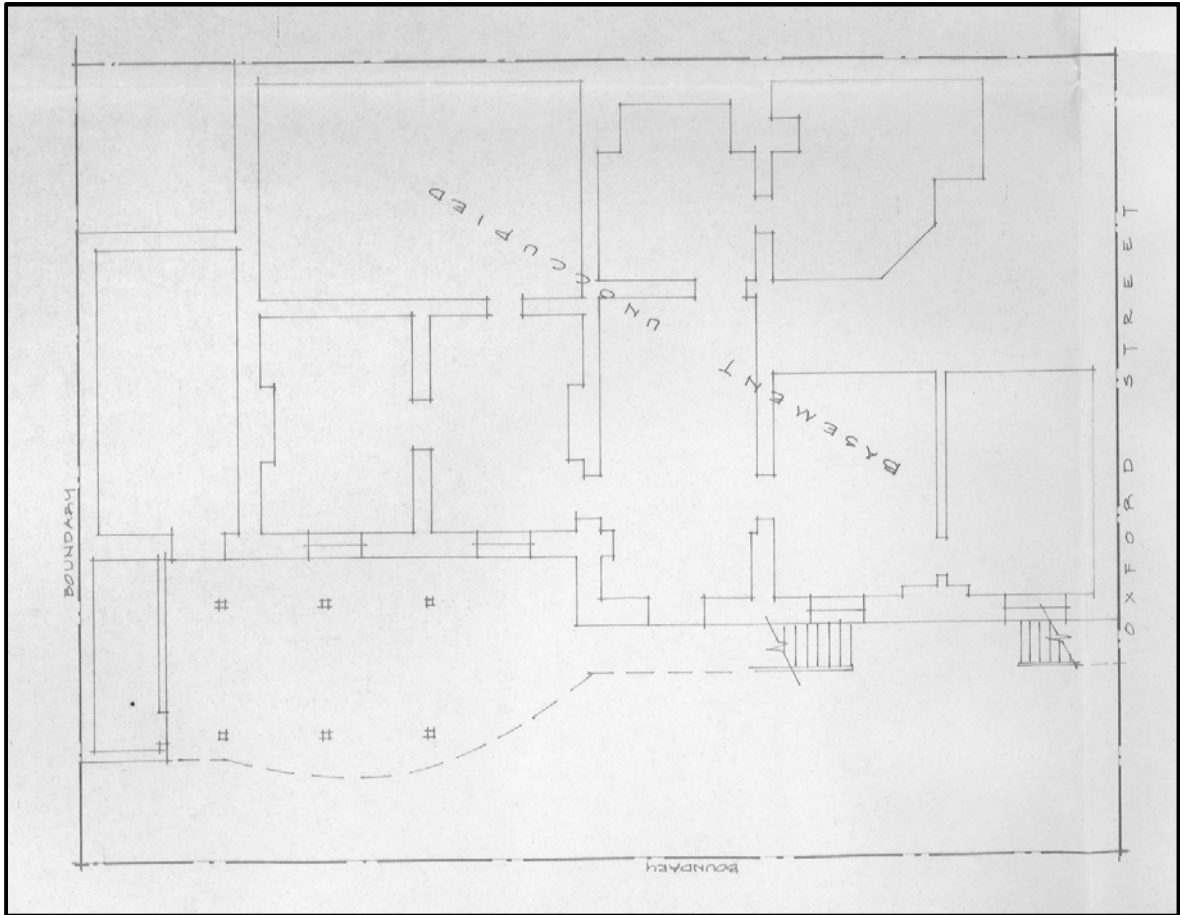 UNOCCUPIED
BASEMENT
OXFORD STREET
BOUNDARY
BOUNDARY